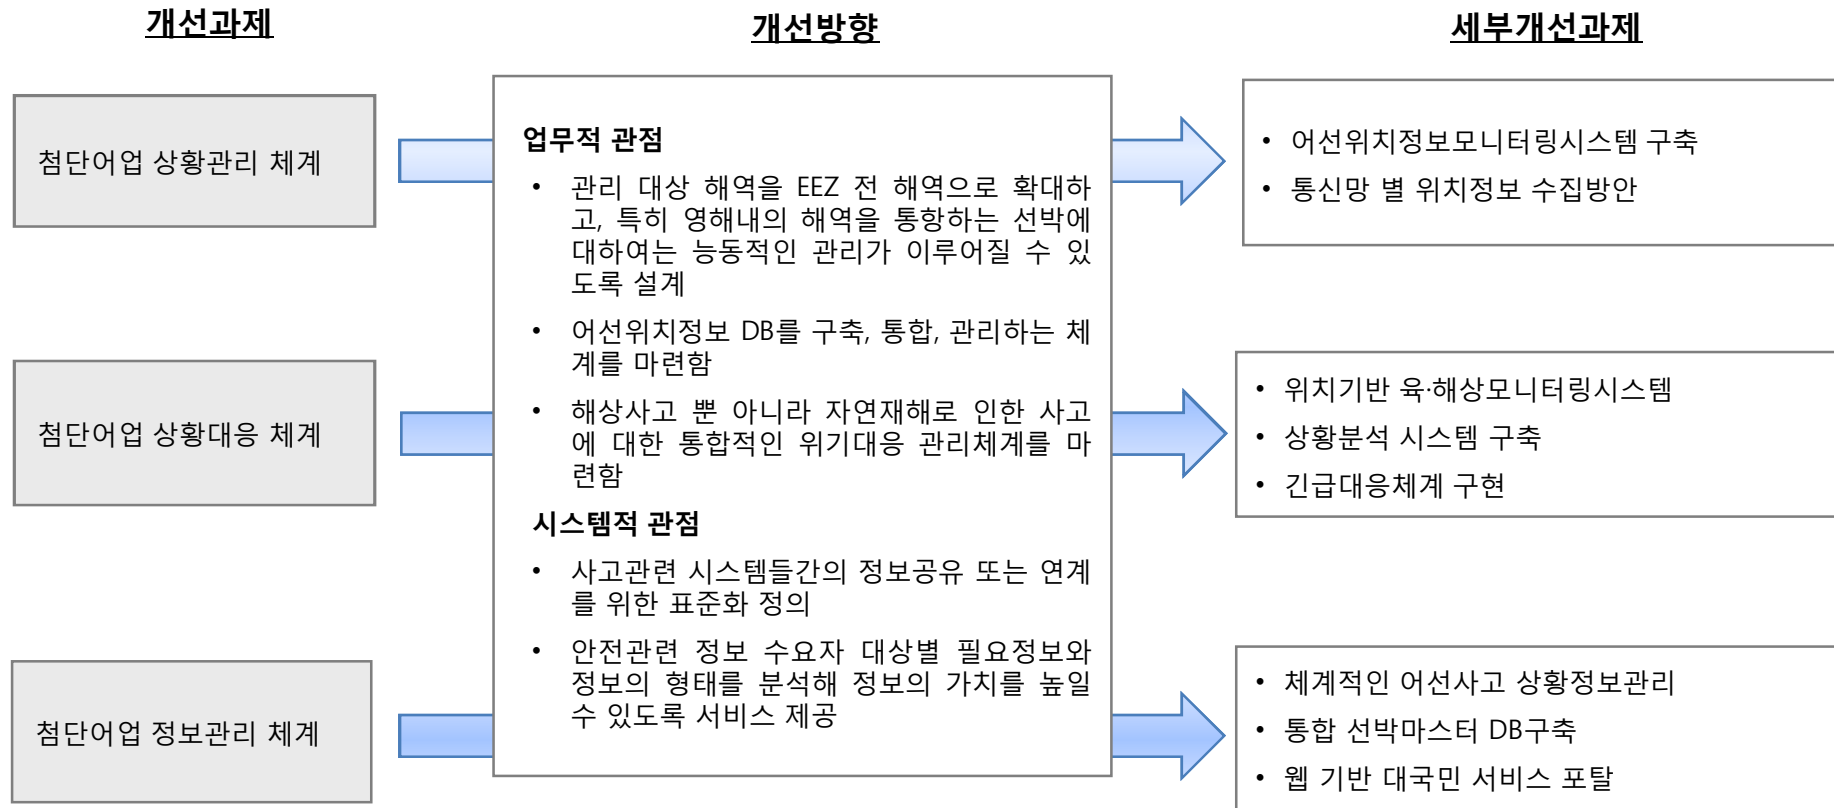 개선과제
개선방향
세부개선과제
첨단어업 상황관리 체계
첨단어업 상황대응 체계
첨단어업 정보관리 체계
업무적 관점
• 관리 대상 해역을 EEZ 전 해역으로 확대하
고, 특히 영해내의 해역을 통항하는 선박에
대하여는 능동적인 관리가 이루어질 수 있
도록 설계
• 어선위치정보 DB를 구축, 통합, 관리하는 체
계를 마련함
• 해상사고 뿐 아니라 자연재해로 인한 사고
에 대한 통합적인 위기대응 관리체계를 마
련함
시스템적 관점
• 사고관련 시스템들간의 정보공유 또는 연계
를 위한 표준화 정의
• 안전관련 정보 수요자 대상별 필요정보와
정보의 형태를 분석해 정보의 가치를 높일
수 있도록 서비스 제공
• 어선위치정보모니터링시스템 구축
• 통신망 별 위치정보 수집방안
• 위치기반 육·해상모니터링시스템
• 상황분석 시스템 구축
• 긴급대응체계 구현
• 체계적인 어선사고 상황정보관리
• 통합 선박마스터 DB구축
• 웹 기반 대국민 서비스 포탈